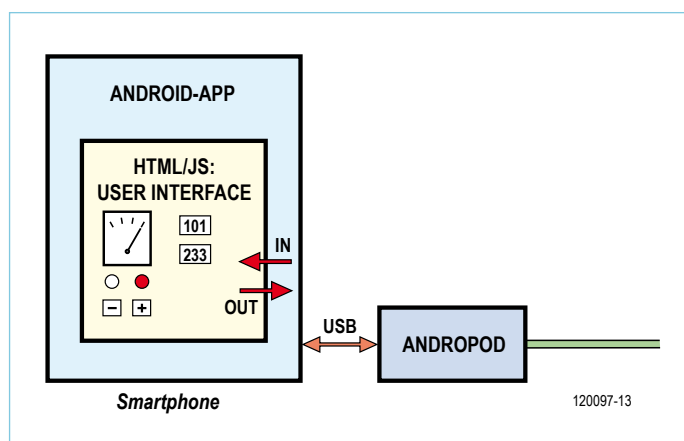 ANDROID-APP
HTML/JS:
USER INTERFACE
101
233
IN
OUT
− +
USB
ANDROPOD
Smartphone
120097-13